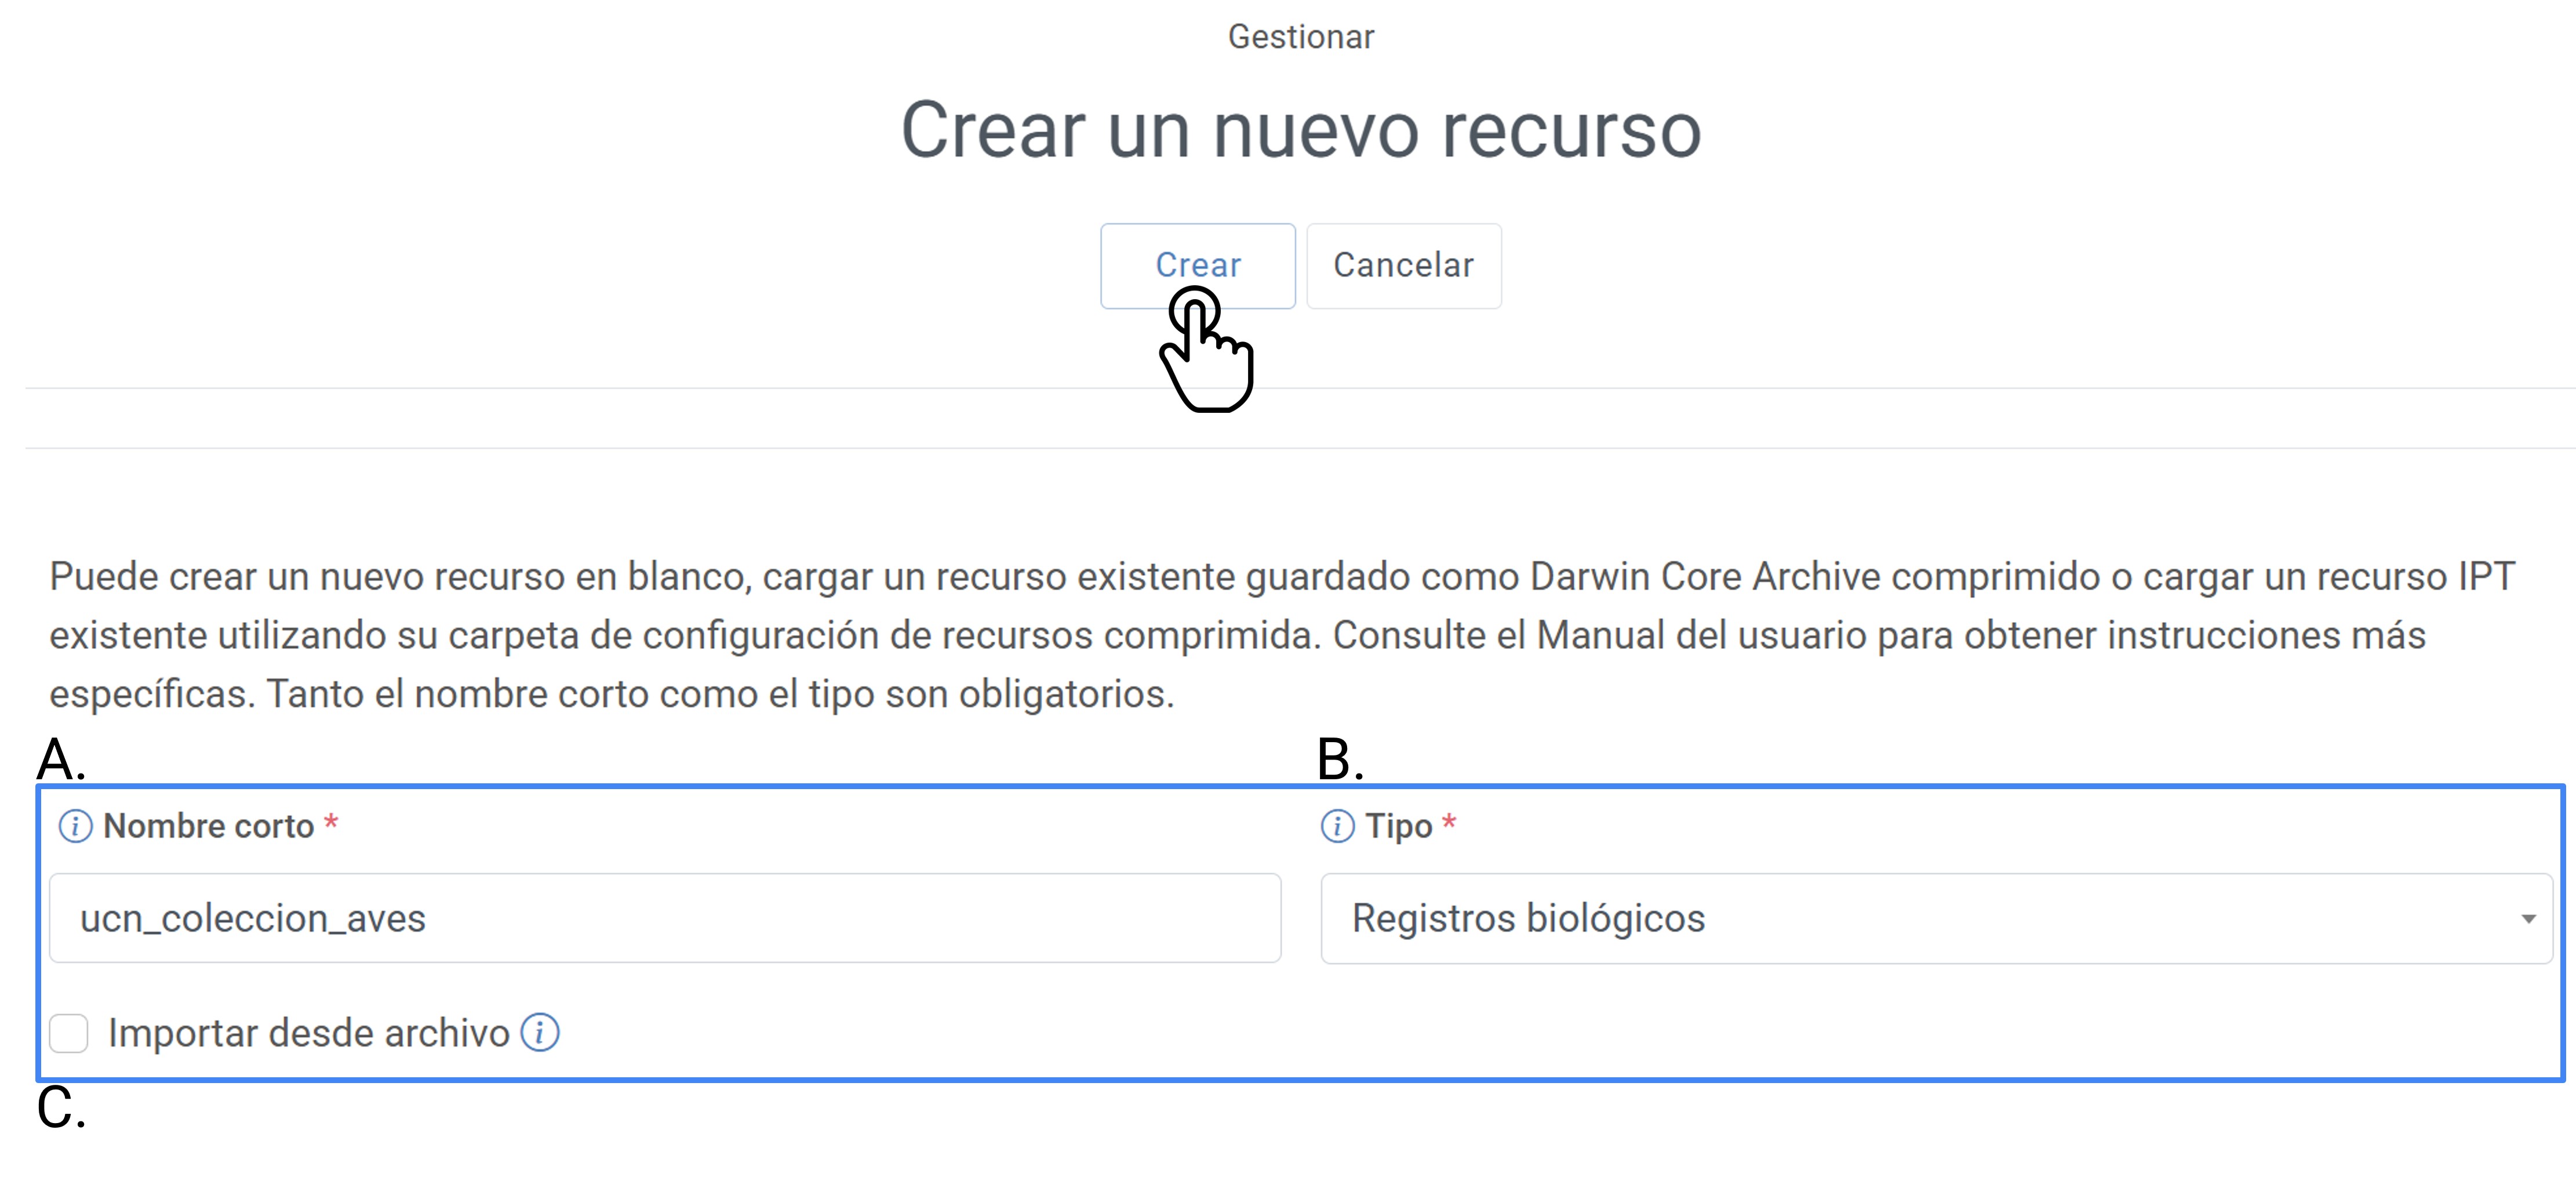 Gestionar
Crear un nuevo recurso
Crear Cancelar
Puede crear un nuevo recurso en blanco, cargar un recurso existente guardado como Darwin Core Archive comprimido o cargar un recurso IPT
existente utilizando su carpeta de configuración de recursos comprimida. Consulte el Manual del usuario para obtener instrucciones más
específicas. Tanto el nombre corto como el tipo son obligatorios.
A. B.
i Nombre corto * i Tipo *
ucn_coleccion_aves Registros biológicos
Importar desde archivo i
C.